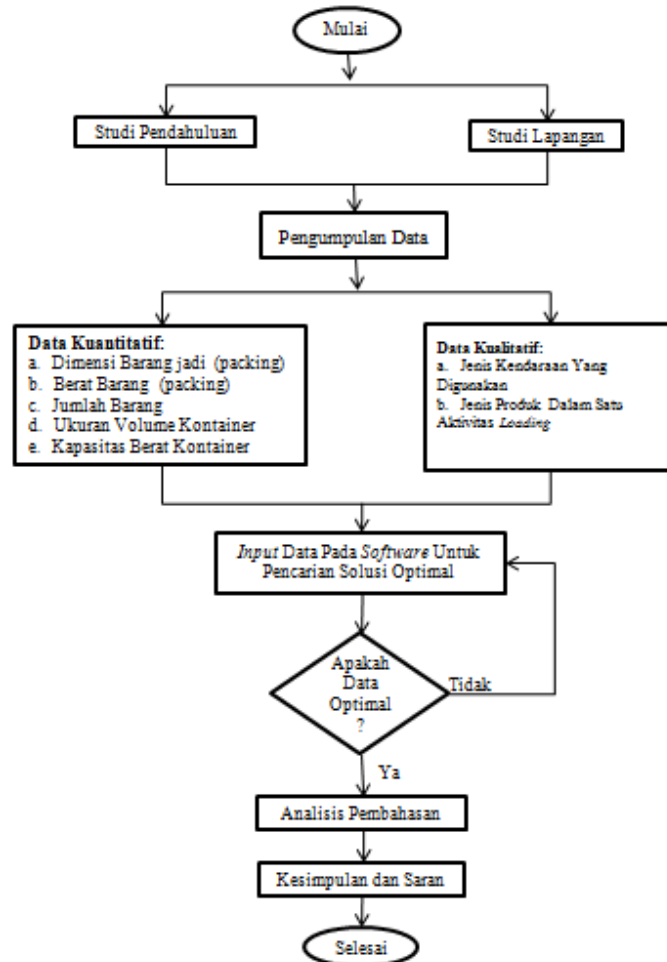 Mulai
Studi Pendahuluan
Studi Lapangan
Pengumpulan Data
Data Kuantitatif:
a. Dimensi Barang jadi (packing)
b. Berat Barang (packing)
c. Jumlah Barang
d. Ukuran Volume Kontainer
e. Kapasitas Berat Kontainer
Data Kualitatif:
a. Jenis Kendaraan Yang
Digunakan
b. Jenis Produk Dalam Satu
Aktivitas Loading
Input Data Pada Software Untuk
Pencarian Solusi Optimal
Apakah
Data
Optimal
?
Tidak
Ya
Analisis Pembahasan
Kesimpulan dan Saran
Selesai